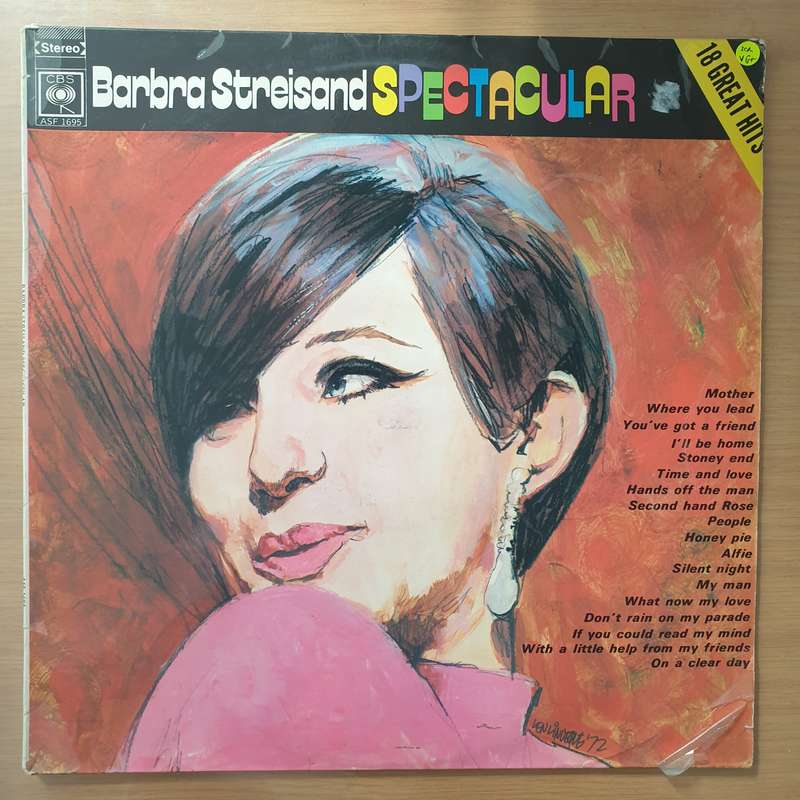 Stereo
CBS
ASF 1695
Barbra Streisand SPECTACULAR
18 GREAT HITS
VG+
Mother
Where you lead
You've got a friend
I'll be home
Stoney end
Time and love
Hands off the man
Second hand Rose
People
Honey pie
Alfie
Silent night
My man
What now my love
Don't rain on my parade
If you could read my mind
With a little help from my friends
On a clear day
'72